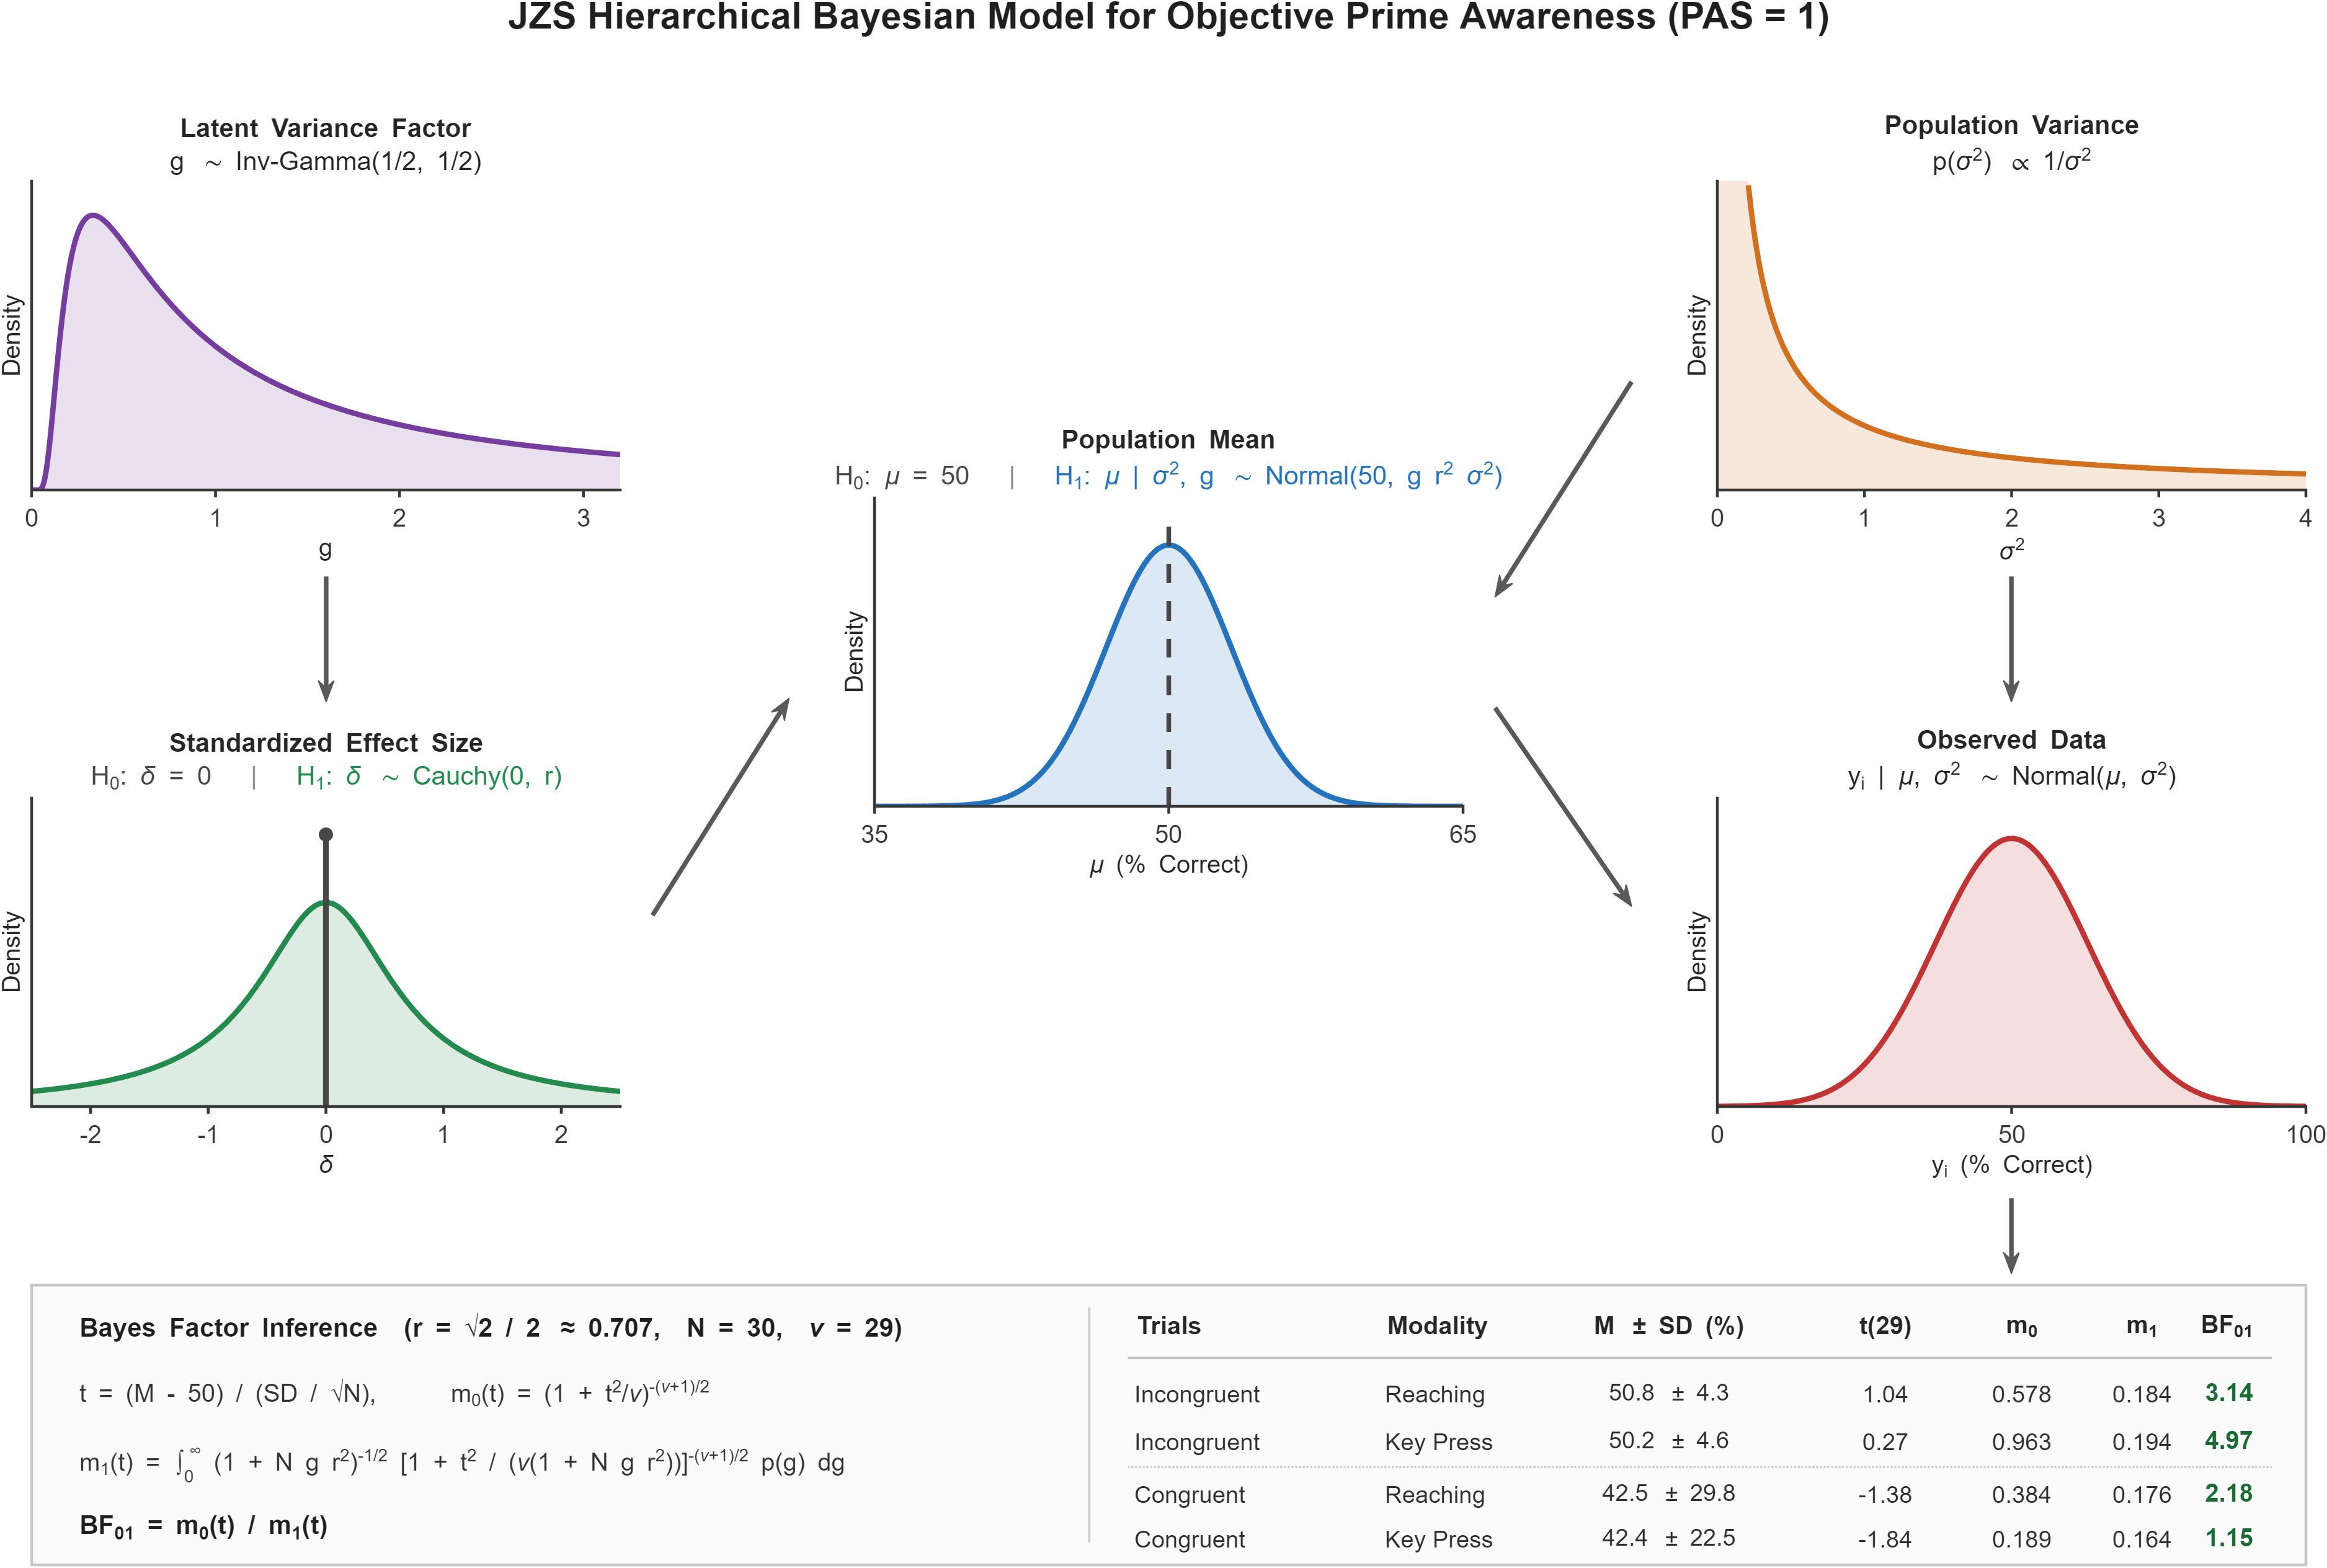 JZS Hierarchical Bayesian Model for Objective Prime Awareness (PAS = 1)
Latent Variance Factor
g ~ Inv-Gamma(1/2, 1/2)
Density
0 1 2 3
g
Population Variance
p(σ²) ∝ 1/σ²
Density
0 1 2 3 4
σ²
Population Mean
H₀: μ = 50 | H₁: μ | σ², g ~ Normal(50, g r² σ²)
Density
35 50 65
μ (% Correct)
Standardized Effect Size
H₀: δ = 0 | H₁: δ ~ Cauchy(0, r)
Density
-2 -1 0 1 2
δ
Observed Data
yᵢ | μ, σ² ~ Normal(μ, σ²)
Density
0 50 100
yᵢ (% Correct)
Bayes Factor Inference (r = √2 / 2 ≈ 0.707, N = 30, ν = 29)
t = (M - 50) / (SD / √N), m₀(t) = (1 + t²/ν)^-(ν+1)/2
m₁(t) = ∫₀^∞ (1 + N g r²)^-1/2 [1 + t² / (ν(1 + N g r²))]^-(ν+1)/2 p(g) dg
BF₀₁ = m₀(t) / m₁(t)
Trials Modality M ± SD (%) t(29) m₀ m₁ BF₀₁
Incongruent Reaching 50.8 ± 4.3 1.04 0.578 0.184 3.14
Incongruent Key Press 50.2 ± 4.6 0.27 0.963 0.194 4.97
Congruent Reaching 42.5 ± 29.8 -1.38 0.384 0.176 2.18
Congruent Key Press 42.4 ± 22.5 -1.84 0.189 0.164 1.15